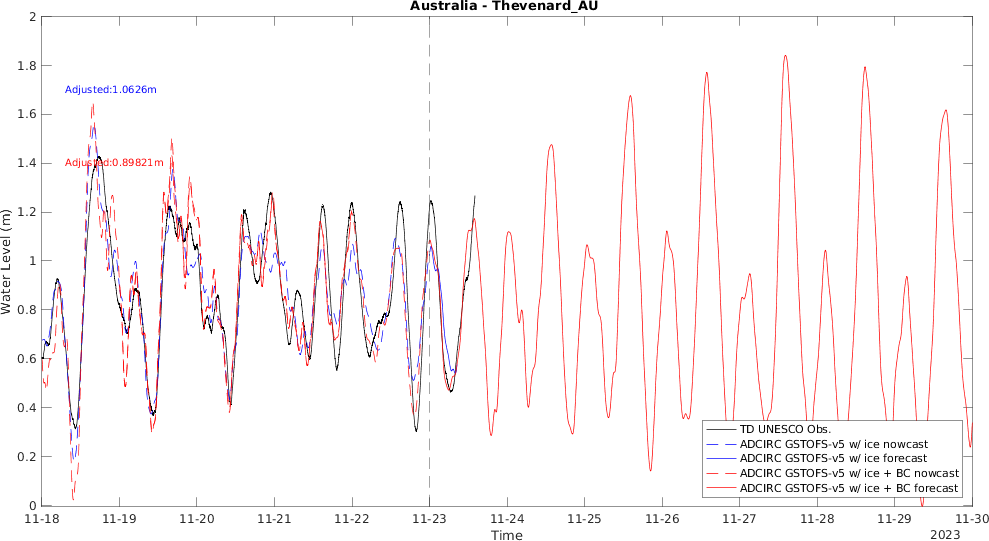 Australia - Thevenard_AU
2
1.8
1.6
1.4
1.2
1
0.8
0.6
0.4
0.2
0
Water Level (m)
Adjusted:1.0626m
Adjusted:0.89821m
TD UNESCO Obs.
ADCIRC GSTOFS-v5 w/ ice nowcast
ADCIRC GSTOFS-v5 w/ ice forecast
ADCIRC GSTOFS-v5 w/ ice + BC nowcast
ADCIRC GSTOFS-v5 w/ ice + BC forecast
11-18 11-19 11-20 11-21 11-22 11-23 11-24 11-25 11-26 11-27 11-28 11-29 11-30
Time
2023